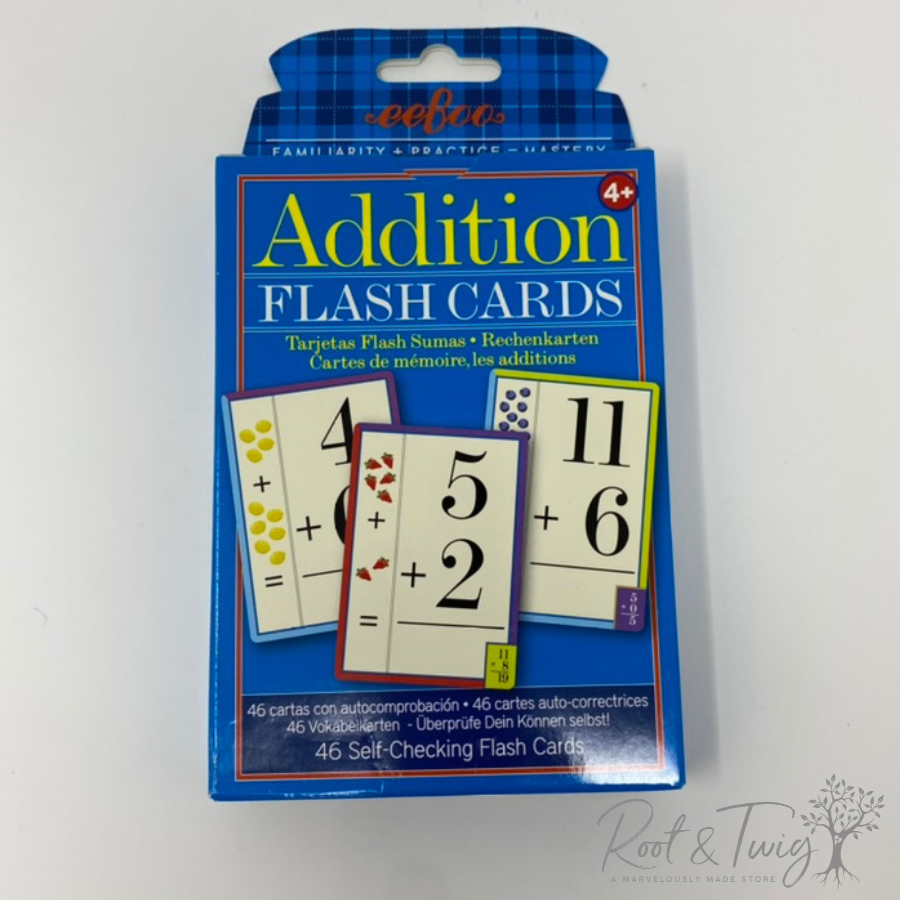 eeboo
FAMILIARITY + PRACTICE = MASTERY
4+
Addition
FLASH CARDS
Tarjetas Flash Sumas • Rechenkarten
Cartes de mémoire, les additions
4
+
+
=
5
+
+ 2
=
11
+ 8
19
11
+ 6
5
+ 0
5
46 cartas con autocomprobación • 46 cartes auto-correctrices
46 Vokabelkarten - Überprüfe Dein Können selbst!
46 Self-Checking Flash Cards
Root & Twig
A MARVELOUSLY MADE STORE